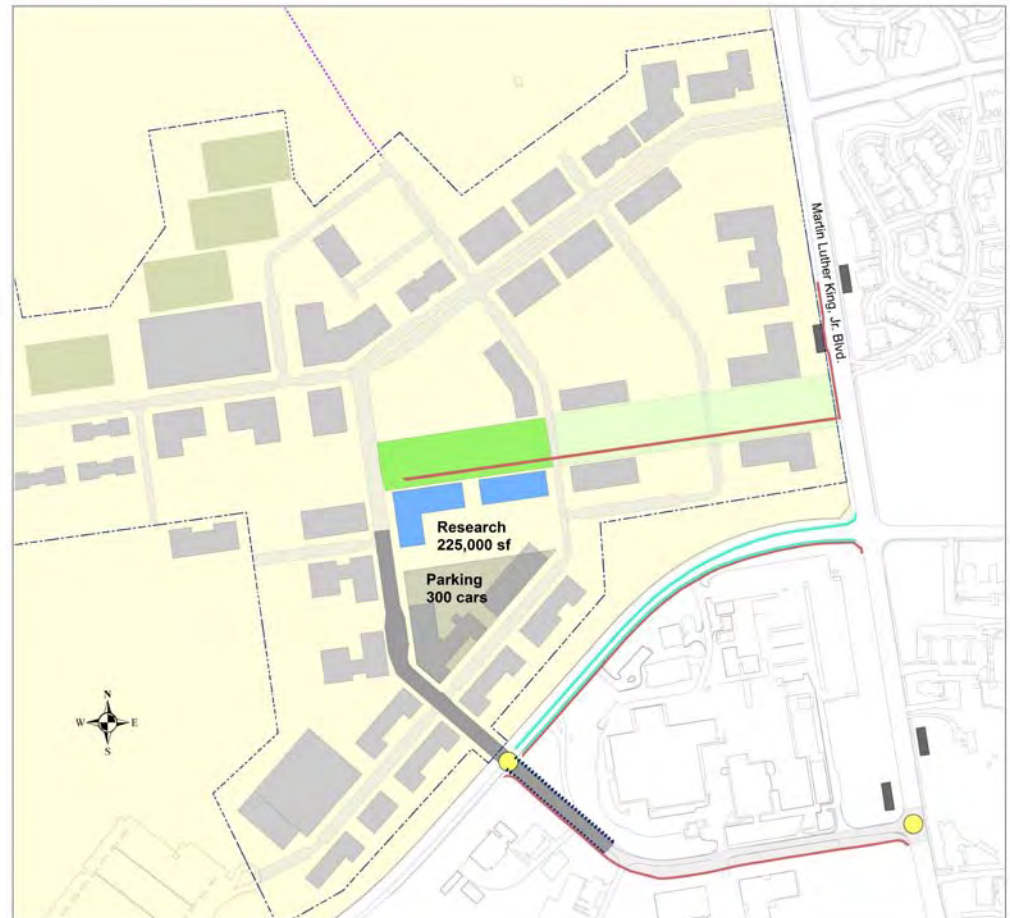 Martin Luther King, Jr. Blvd.
Research
225,000 sf
Parking
300 cars
N
W
E
S